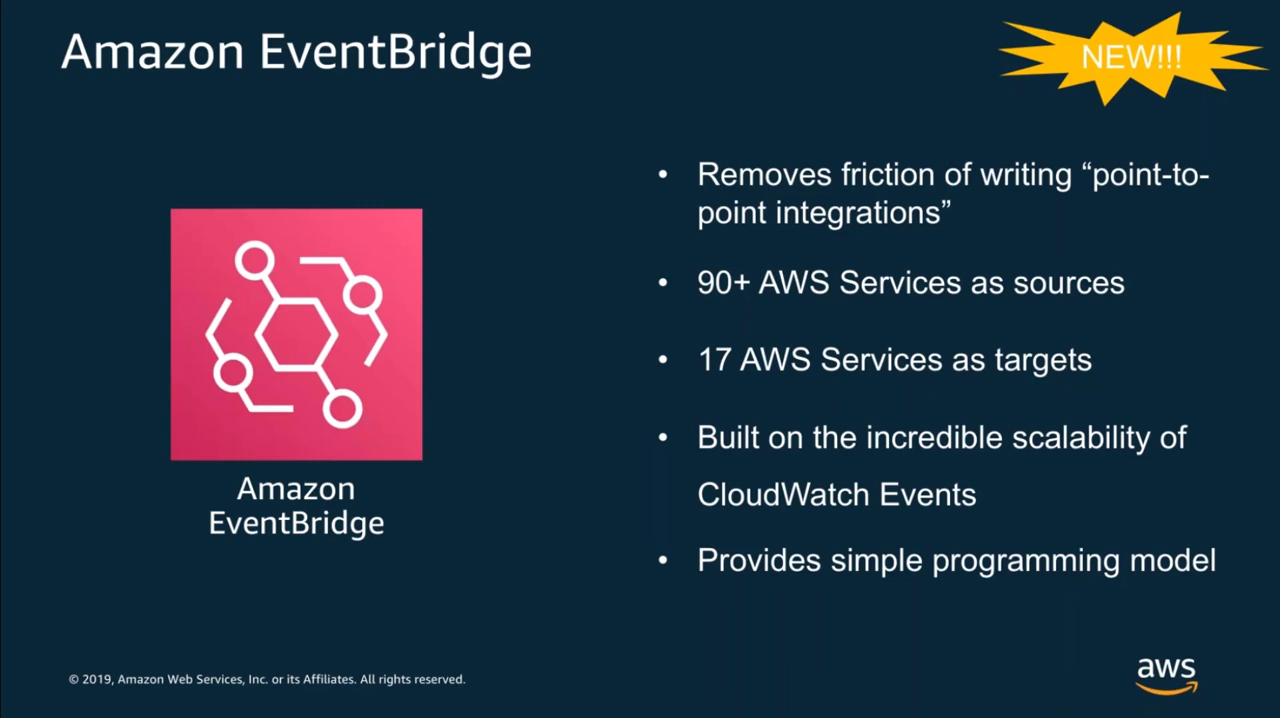 Amazon EventBridge
NEW!!!
• Removes friction of writing “point-to-
point integrations”
• 90+ AWS Services as sources
• 17 AWS Services as targets
• Built on the incredible scalability of
CloudWatch Events
• Provides simple programming model
Amazon
EventBridge
© 2019, Amazon Web Services, Inc. or its Affiliates. All rights reserved.
aws